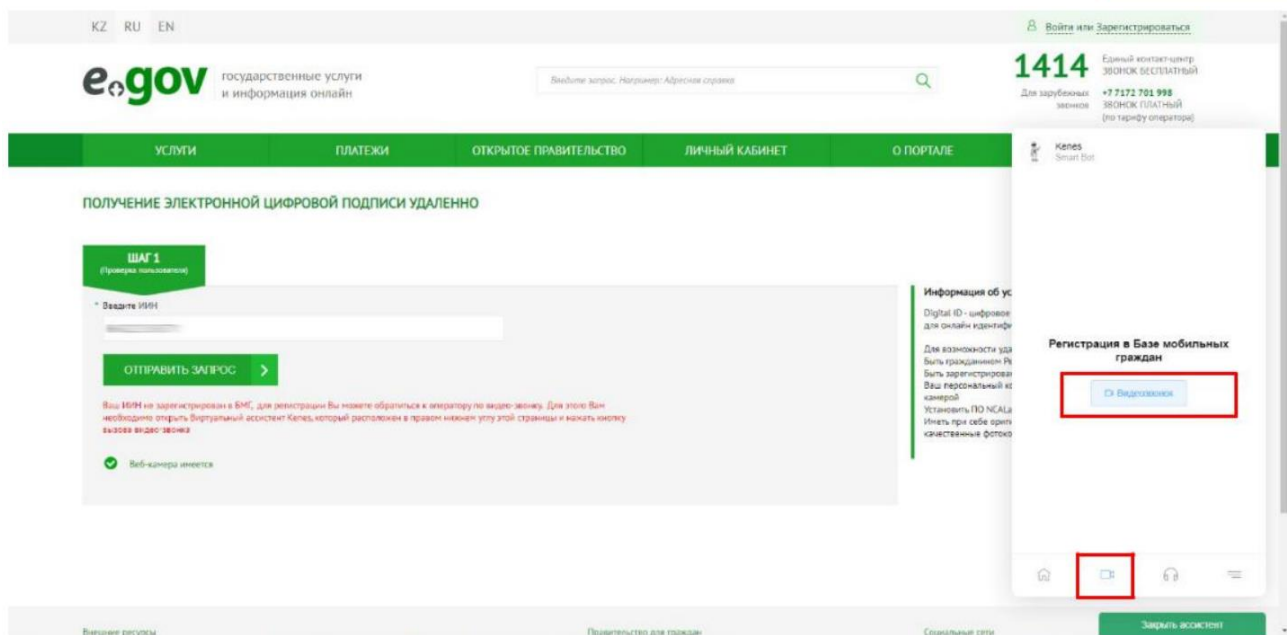 KZ RU EN
Войти или Зарегистрироваться
e.gov
государственные услуги
и информация онлайн
Введите запрос. Например: Адресная справка
1414
Единый контакт-центр
ЗВОНОК БЕСПЛАТНЫЙ
Для зарубежных
звонков
+7 7172 701 998
ЗВОНОК ПЛАТНЫЙ
(по тарифу оператора)
УСЛУГИ
ПЛАТЕЖИ
ОТКРЫТОЕ ПРАВИТЕЛЬСТВО
ЛИЧНЫЙ КАБИНЕТ
О ПОРТАЛЕ
Kenes
Smart Bot
ПОЛУЧЕНИЕ ЭЛЕКТРОННОЙ ЦИФРОВОЙ ПОДПИСИ УДАЛЕННО
ШАГ 1
(Проверка пользователя)
* Введите ИИН
ОТПРАВИТЬ ЗАПРОС
Ваш ИИН не зарегистрирован в БМГ, для регистрации Вы можете обратиться к оператору по видео-звонку. Для этого Вам
необходимо открыть Виртуальный ассистент Kenes, который расположен в правом нижнем углу этой страницы и нажать кнопку
вызова видео-звонка
Веб-камера имеется
Информация об ус
Digital ID - цифровое
для онлайн идентифи
Для возможности уда
Быть гражданином Ре
Быть зарегистрирован
Ваш персональный ко
камерой
Установить ПО NCALa
Иметь при себе ориги
качественные фотоко
Регистрация в Базе мобильных
граждан
Видеозвонок
Внешние ресурсы
Правительство для граждан
Социальные сети
Закрыть ассистент